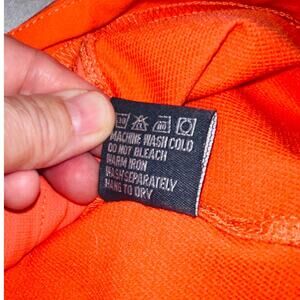 MACHINE WASH COLD
DO NOT BLEACH
WARM IRON
WASH SEPARATELY
HANG TO DRY